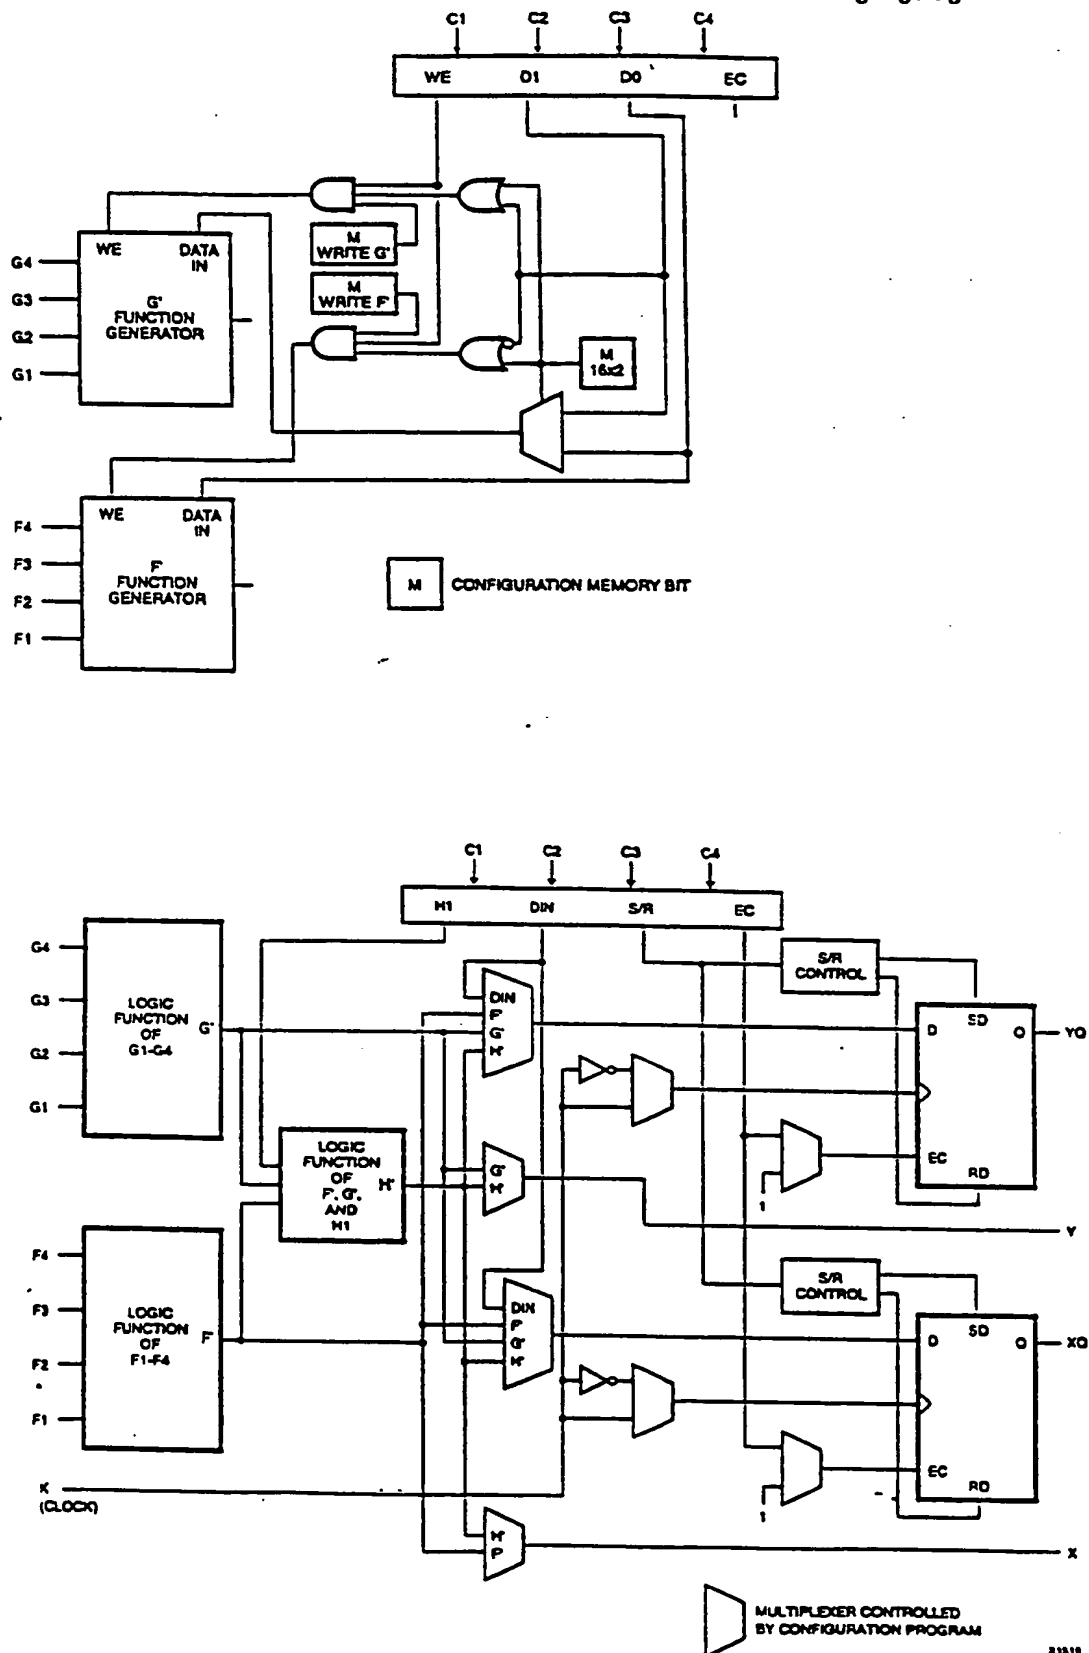 C1 C2 C3 C4
WE D1 D0 EC
M
WRITE G'
M
WRITE F'
WE DATA
IN
G4
G3
G2
G1
G'
FUNCTION
GENERATOR
M
16x2
WE DATA
IN
F4
F3
F2
F1
F'
FUNCTION
GENERATOR
M CONFIGURATION MEMORY BIT
C1 C2 C3 C4
H1 DIN S/R EC
G4
G3
G2
G1
LOGIC
FUNCTION
OF
G1-G4
G'
DIN
F'
G'
H'
S/R
CONTROL
D SD Q YQ
EC
RD
1
LOGIC
FUNCTION
OF
F', G',
AND
H1
H'
G'
H'
Y
F4
F3
F2
F1
LOGIC
FUNCTION
OF
F1-F4
F'
DIN
F'
G'
H'
S/R
CONTROL
D SD Q XQ
EC
RD
1
K
(CLOCK)
H'
F'
X
MULTIPLEXER CONTROLLED
BY CONFIGURATION PROGRAM